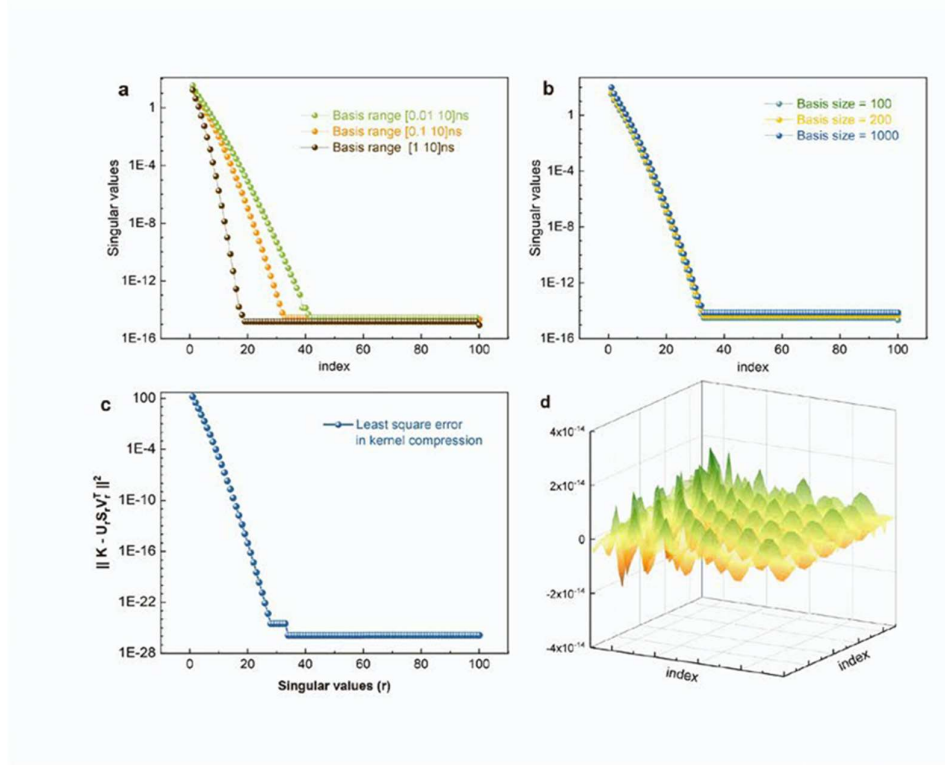 a
Basis range [0.01 10]ns
Basis range [0.1 10]ns
Basis range [1 10]ns
Singular values
1
1E-4
1E-8
1E-12
1E-16
0 20 40 60 80 100
index
b
Basis size = 100
Basis size = 200
Basis size = 1000
Singualr values
1
1E-4
1E-8
1E-12
1E-16
0 20 40 60 80 100
index
c
Least square error
in kernel compression
|| K - UᵣSᵣVᵣᵀ ||²
100
1E-4
1E-10
1E-16
1E-22
1E-28
0 20 40 60 80 100
Singular values (r)
d
4x10⁻¹⁴
2x10⁻¹⁴
0
-2x10⁻¹⁴
-4x10⁻¹⁴
index
index